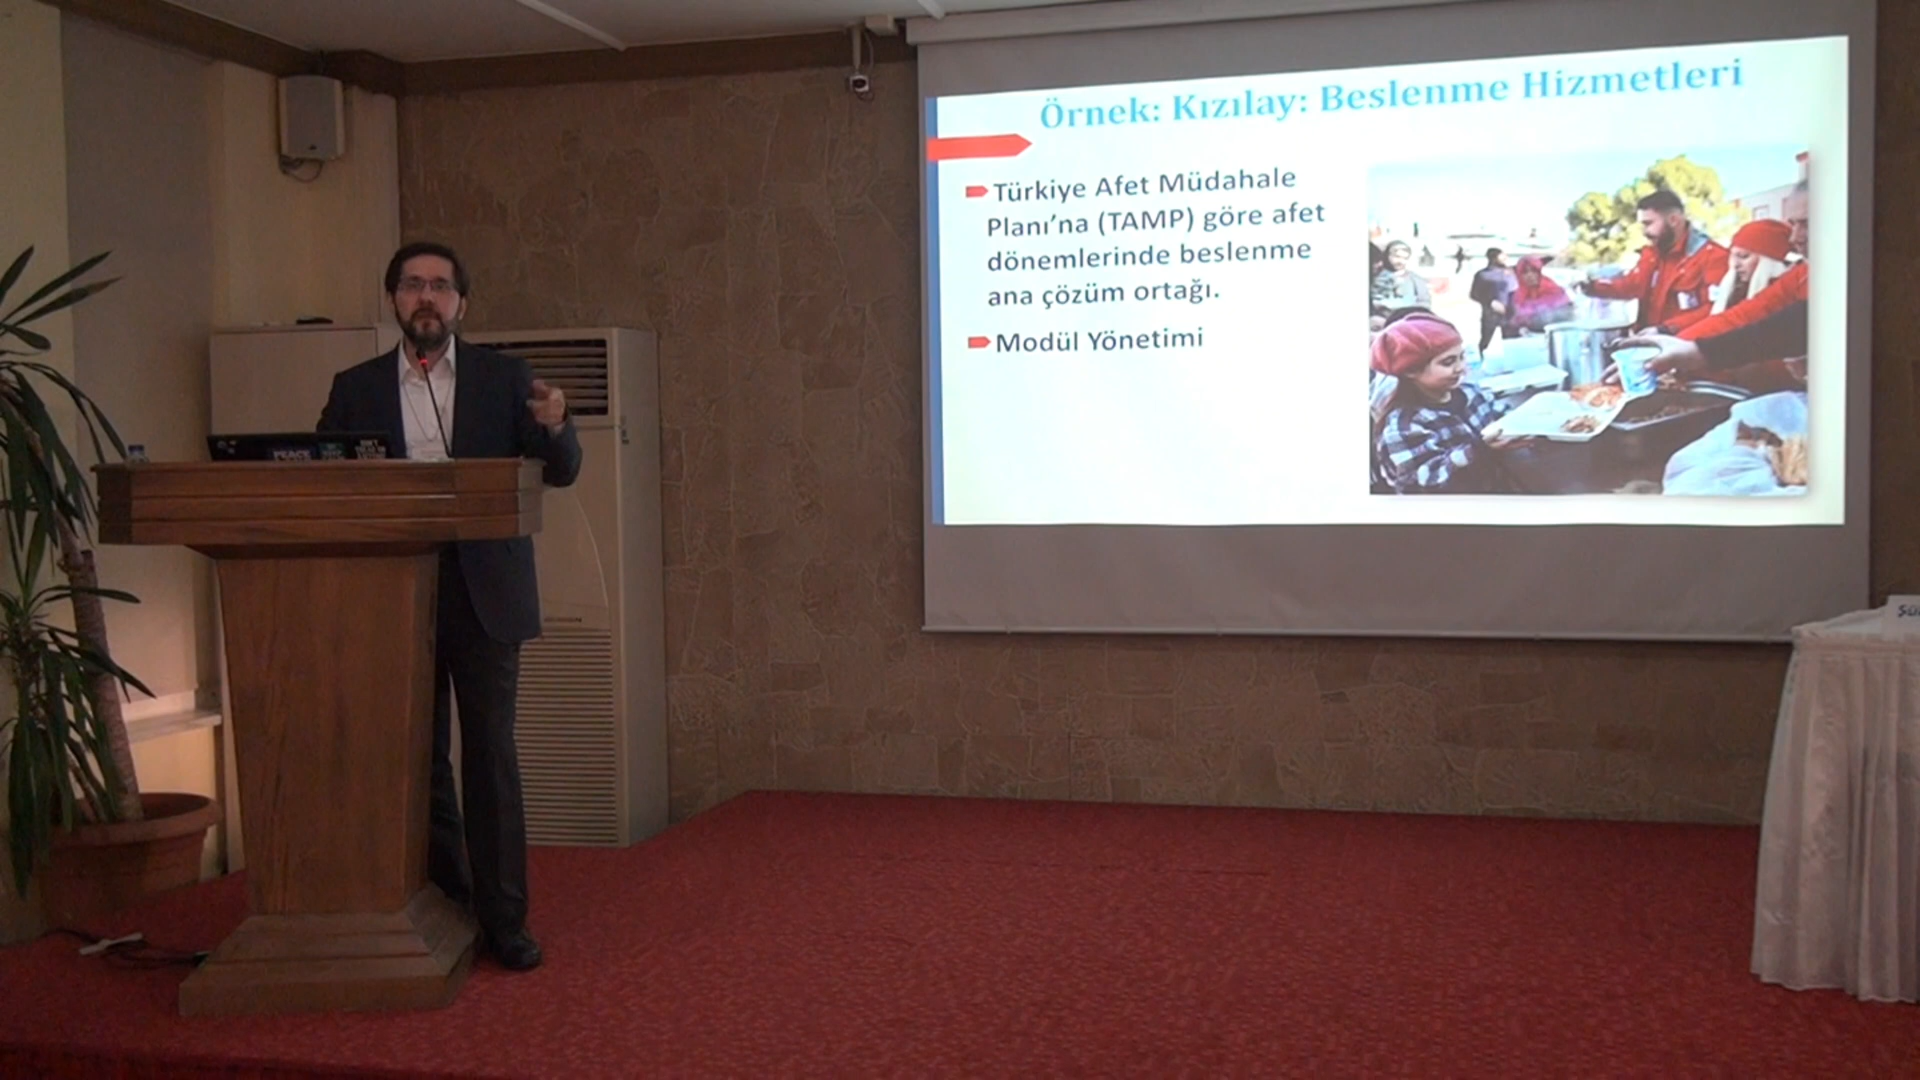 Örnek: Kızılay: Beslenme Hizmetleri
Türkiye Afet Müdahale
Planı'na (TAMP) göre afet
dönemlerinde beslenme
ana çözüm ortağı.
Modül Yönetimi
PEACE